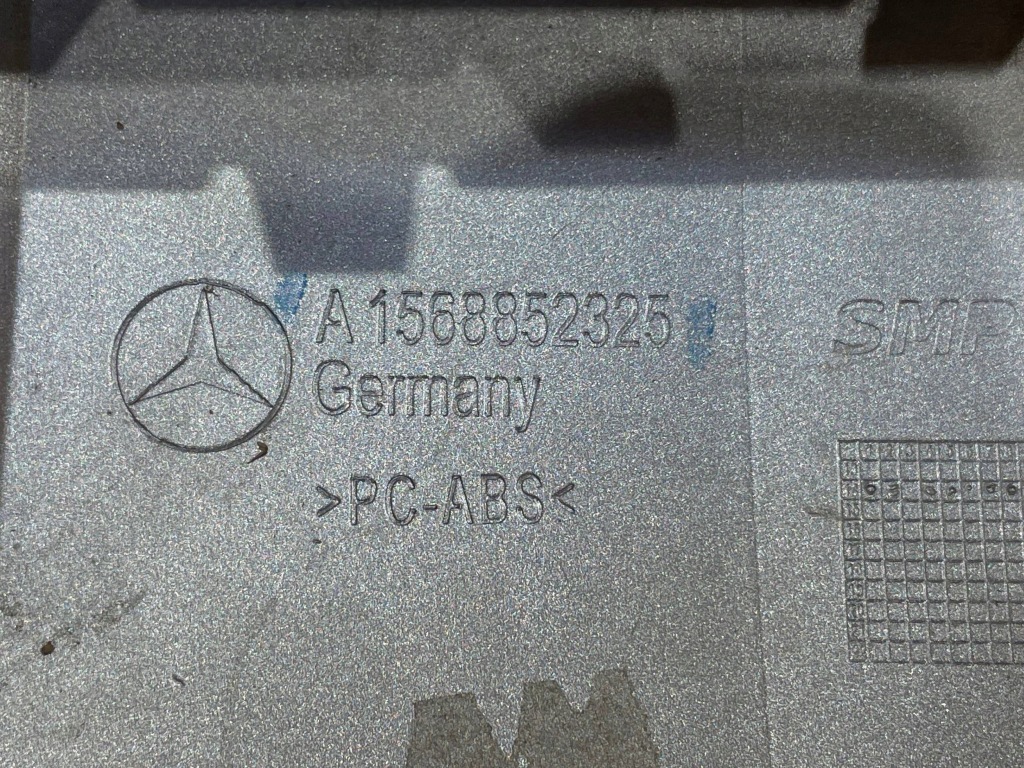 A 1568852325
Germany
>PC-ABS<
SMP